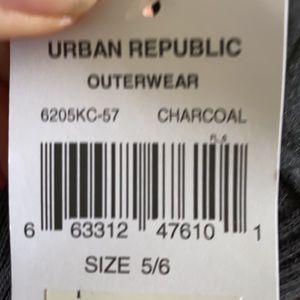 URBAN REPUBLIC
OUTERWEAR
6205KC-57 CHARCOAL
6 63312 47610 1
SIZE 5/6